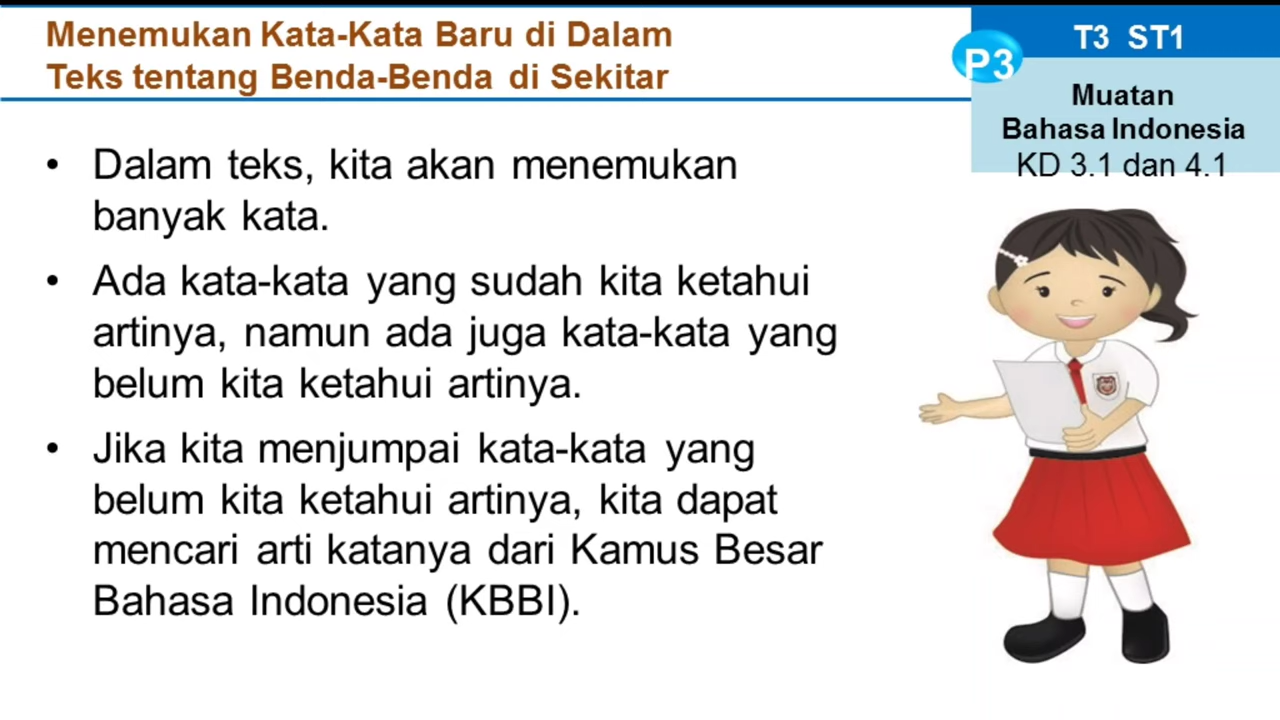 Menemukan Kata-Kata Baru di Dalam
Teks tentang Benda-Benda di Sekitar
P3
T3 ST1
Muatan
Bahasa Indonesia
KD 3.1 dan 4.1
• Dalam teks, kita akan menemukan
banyak kata.
• Ada kata-kata yang sudah kita ketahui
artinya, namun ada juga kata-kata yang
belum kita ketahui artinya.
• Jika kita menjumpai kata-kata yang
belum kita ketahui artinya, kita dapat
mencari arti katanya dari Kamus Besar
Bahasa Indonesia (KBBI).